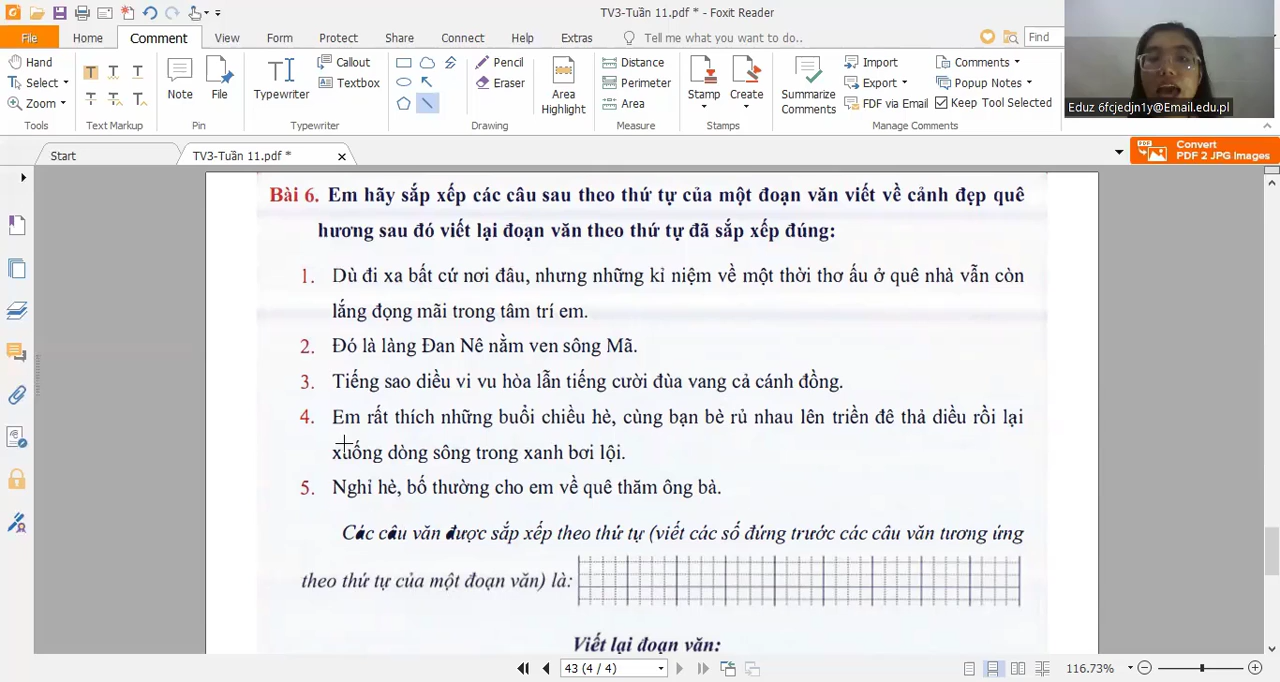 TV3-Tuần 11.pdf * - Foxit Reader
File Home Comment View Form Protect Share Connect Help Extras Tell me what you want to do.. Find
Hand Select Zoom Note File Typewriter Callout Textbox Pencil Eraser Area Highlight Distance Perimeter Area Stamp Create Summarize Comments Import Export FDF via Email Comments Popup Notes Keep Tool Selected
Tools Text Markup Pin Typewriter Drawing Measure Stamps Manage Comments
Eduz 6fcjedjn1y@Email.edu.pl
Start TV3-Tuần 11.pdf *
Convert
PDF 2 JPG Images
Bài 6. Em hãy sắp xếp các câu sau theo thứ tự của một đoạn văn viết về cảnh đẹp quê
hương sau đó viết lại đoạn văn theo thứ tự đã sắp xếp đúng:
1. Dù đi xa bất cứ nơi đâu, nhưng những kỉ niệm về một thời thơ ấu ở quê nhà vẫn còn
lắng đọng mãi trong tâm trí em.
2. Đó là làng Đan Nê nằm ven sông Mã.
3. Tiếng sao diều vi vu hòa lẫn tiếng cười đùa vang cả cánh đồng.
4. Em rất thích những buổi chiều hè, cùng bạn bè rủ nhau lên triền đê thả diều rồi lại
xuống dòng sông trong xanh bơi lội.
5. Nghỉ hè, bố thường cho em về quê thăm ông bà.
Các câu văn được sắp xếp theo thứ tự (viết các số đứng trước các câu văn tương ứng
theo thứ tự của một đoạn văn) là:
Viết lại đoạn văn:
43 (4 / 4) 116.73%